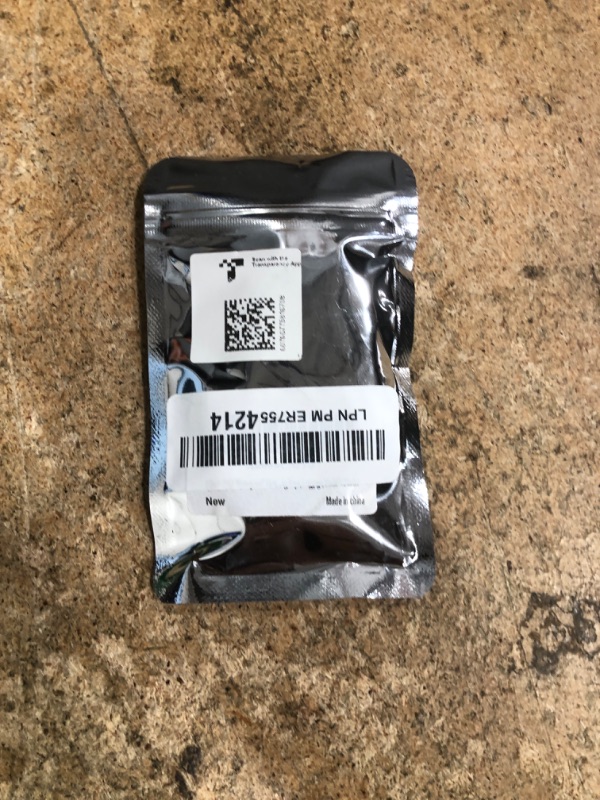 Scan with the
Transparency App
LPN PM ER7554214
New
Made in china